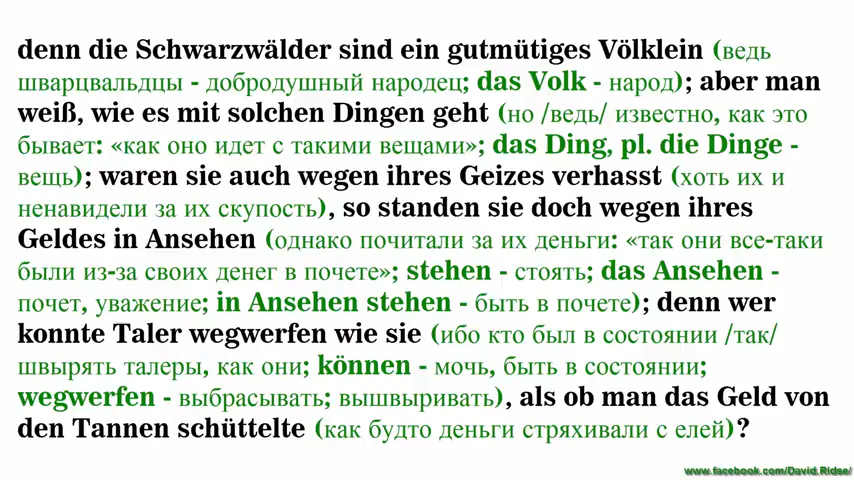 denn die Schwarzwälder sind ein gutmütiges Völklein (ведь
шварцвальдцы - добродушный народец; das Volk - народ); aber man
weiß, wie es mit solchen Dingen geht (но /ведь/ известно, как это
бывает: «как оно идет с такими вещами»; das Ding, pl. die Dinge -
вещь); waren sie auch wegen ihres Geizes verhasst (хоть их и
ненавидели за их скупость), so standen sie doch wegen ihres
Geldes in Ansehen (однако почитали за их деньги: «так они все-таки
были из-за своих денег в почете»; stehen - стоять; das Ansehen -
почет, уважение; in Ansehen stehen - быть в почете); denn wer
konnte Taler wegwerfen wie sie (ибо кто был в состоянии /так/
швырять талеры, как они; können - мочь, быть в состоянии;
wegwerfen - выбрасывать; вышвыривать), als ob man das Geld von
den Tannen schüttelte (как будто деньги стряхивали с елей)?
www.facebook.com/David.Ridse/